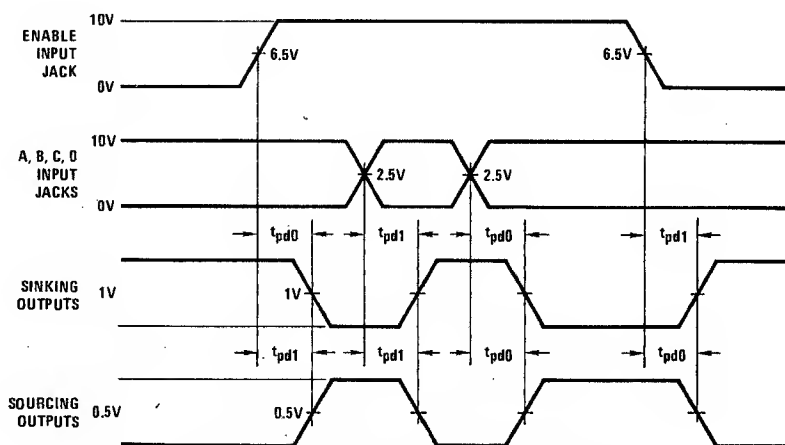 10V
ENABLE
INPUT
JACK
6.5V
6.5V
0V
10V
A, B, C, D
INPUT
JACKS
2.5V
2.5V
0V
tpd0
tpd1
tpd0
tpd1
SINKING
OUTPUTS
1V
1V
tpd1
tpd1
tpd0
tpd0
SOURCING
OUTPUTS
0.5V
0.5V